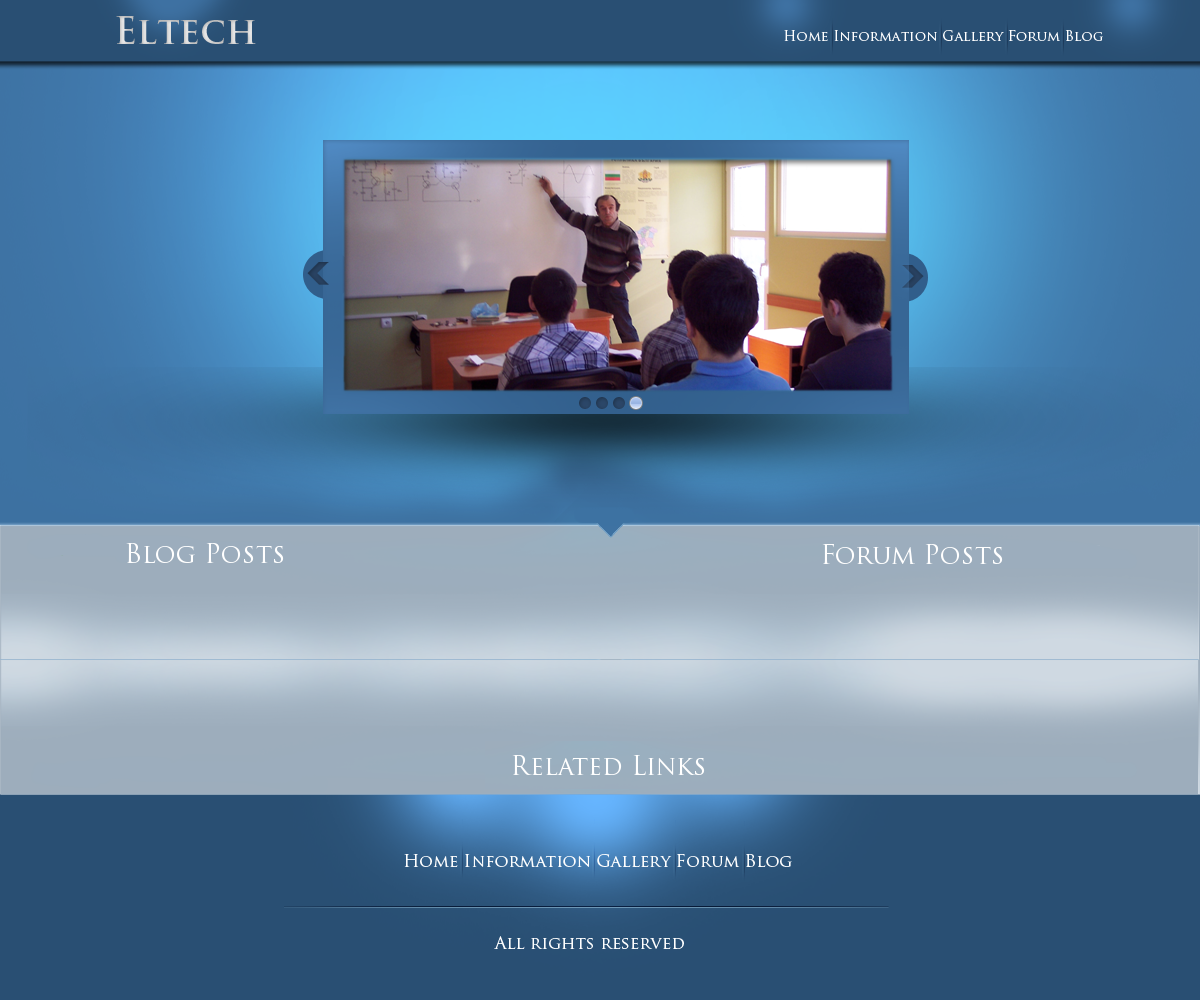 Eltech
Home Information Gallery Forum Blog
Blog Posts
Forum Posts
Related Links
Home Information Gallery Forum Blog
All rights reserved